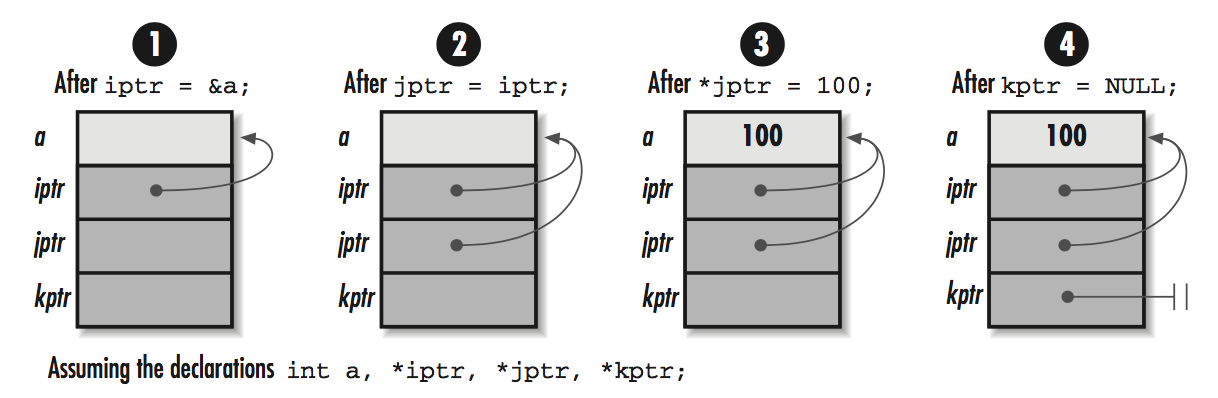 1 2 3 4
After iptr = &a; After jptr = iptr; After *jptr = 100; After kptr = NULL;
a a a 100 a 100
iptr iptr iptr iptr
jptr jptr jptr jptr
kptr kptr kptr kptr
Assuming the declarations int a, *iptr, *jptr, *kptr;